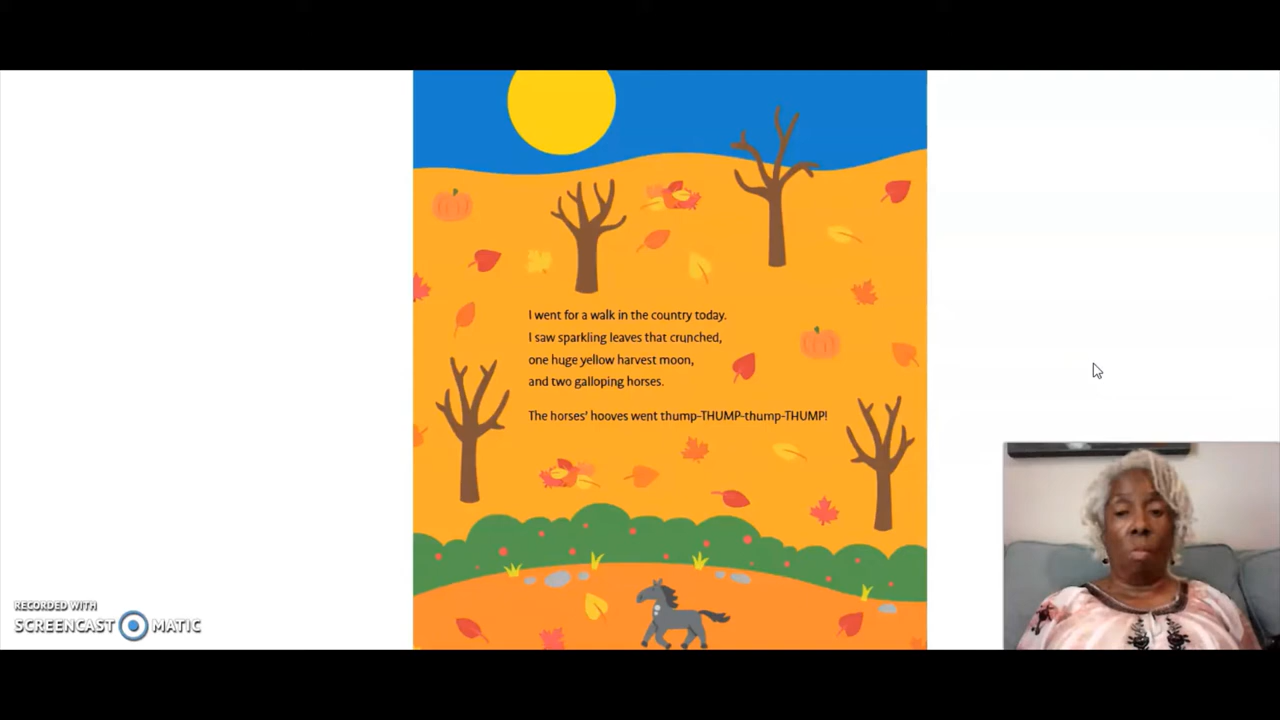 I went for a walk in the country today.
I saw sparkling leaves that crunched,
one huge yellow harvest moon,
and two galloping horses.
The horses' hooves went thump-THUMP-thump-THUMP!
RECORDED WITH
SCREENCAST MATIC